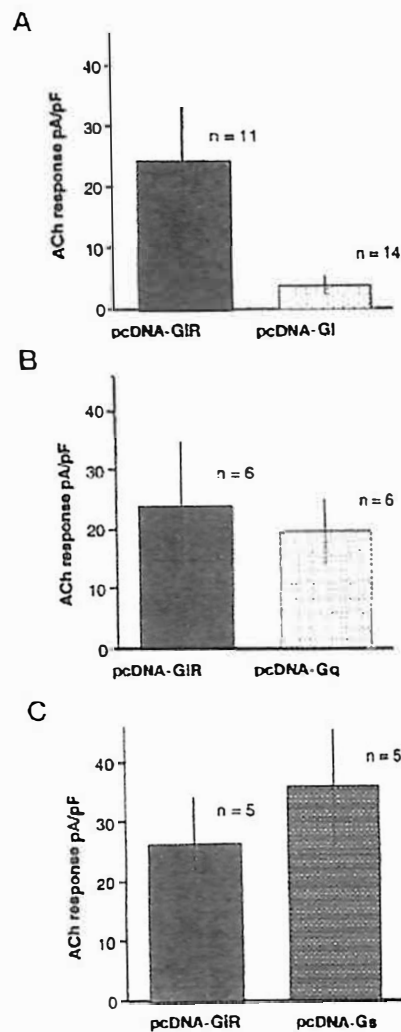 A
ACh response pA/pF
40
30
20
10
0
n = 11
n = 14
pcDNA-GIR
pcDNA-GI
B
ACh response pA/pF
40
30
20
10
0
n = 6
n = 6
pcDNA-GIR
pcDNA-Gq
C
ACh response pA/pF
40
30
20
10
0
n = 5
n = 5
pcDNA-GiR
pcDNA-Gs